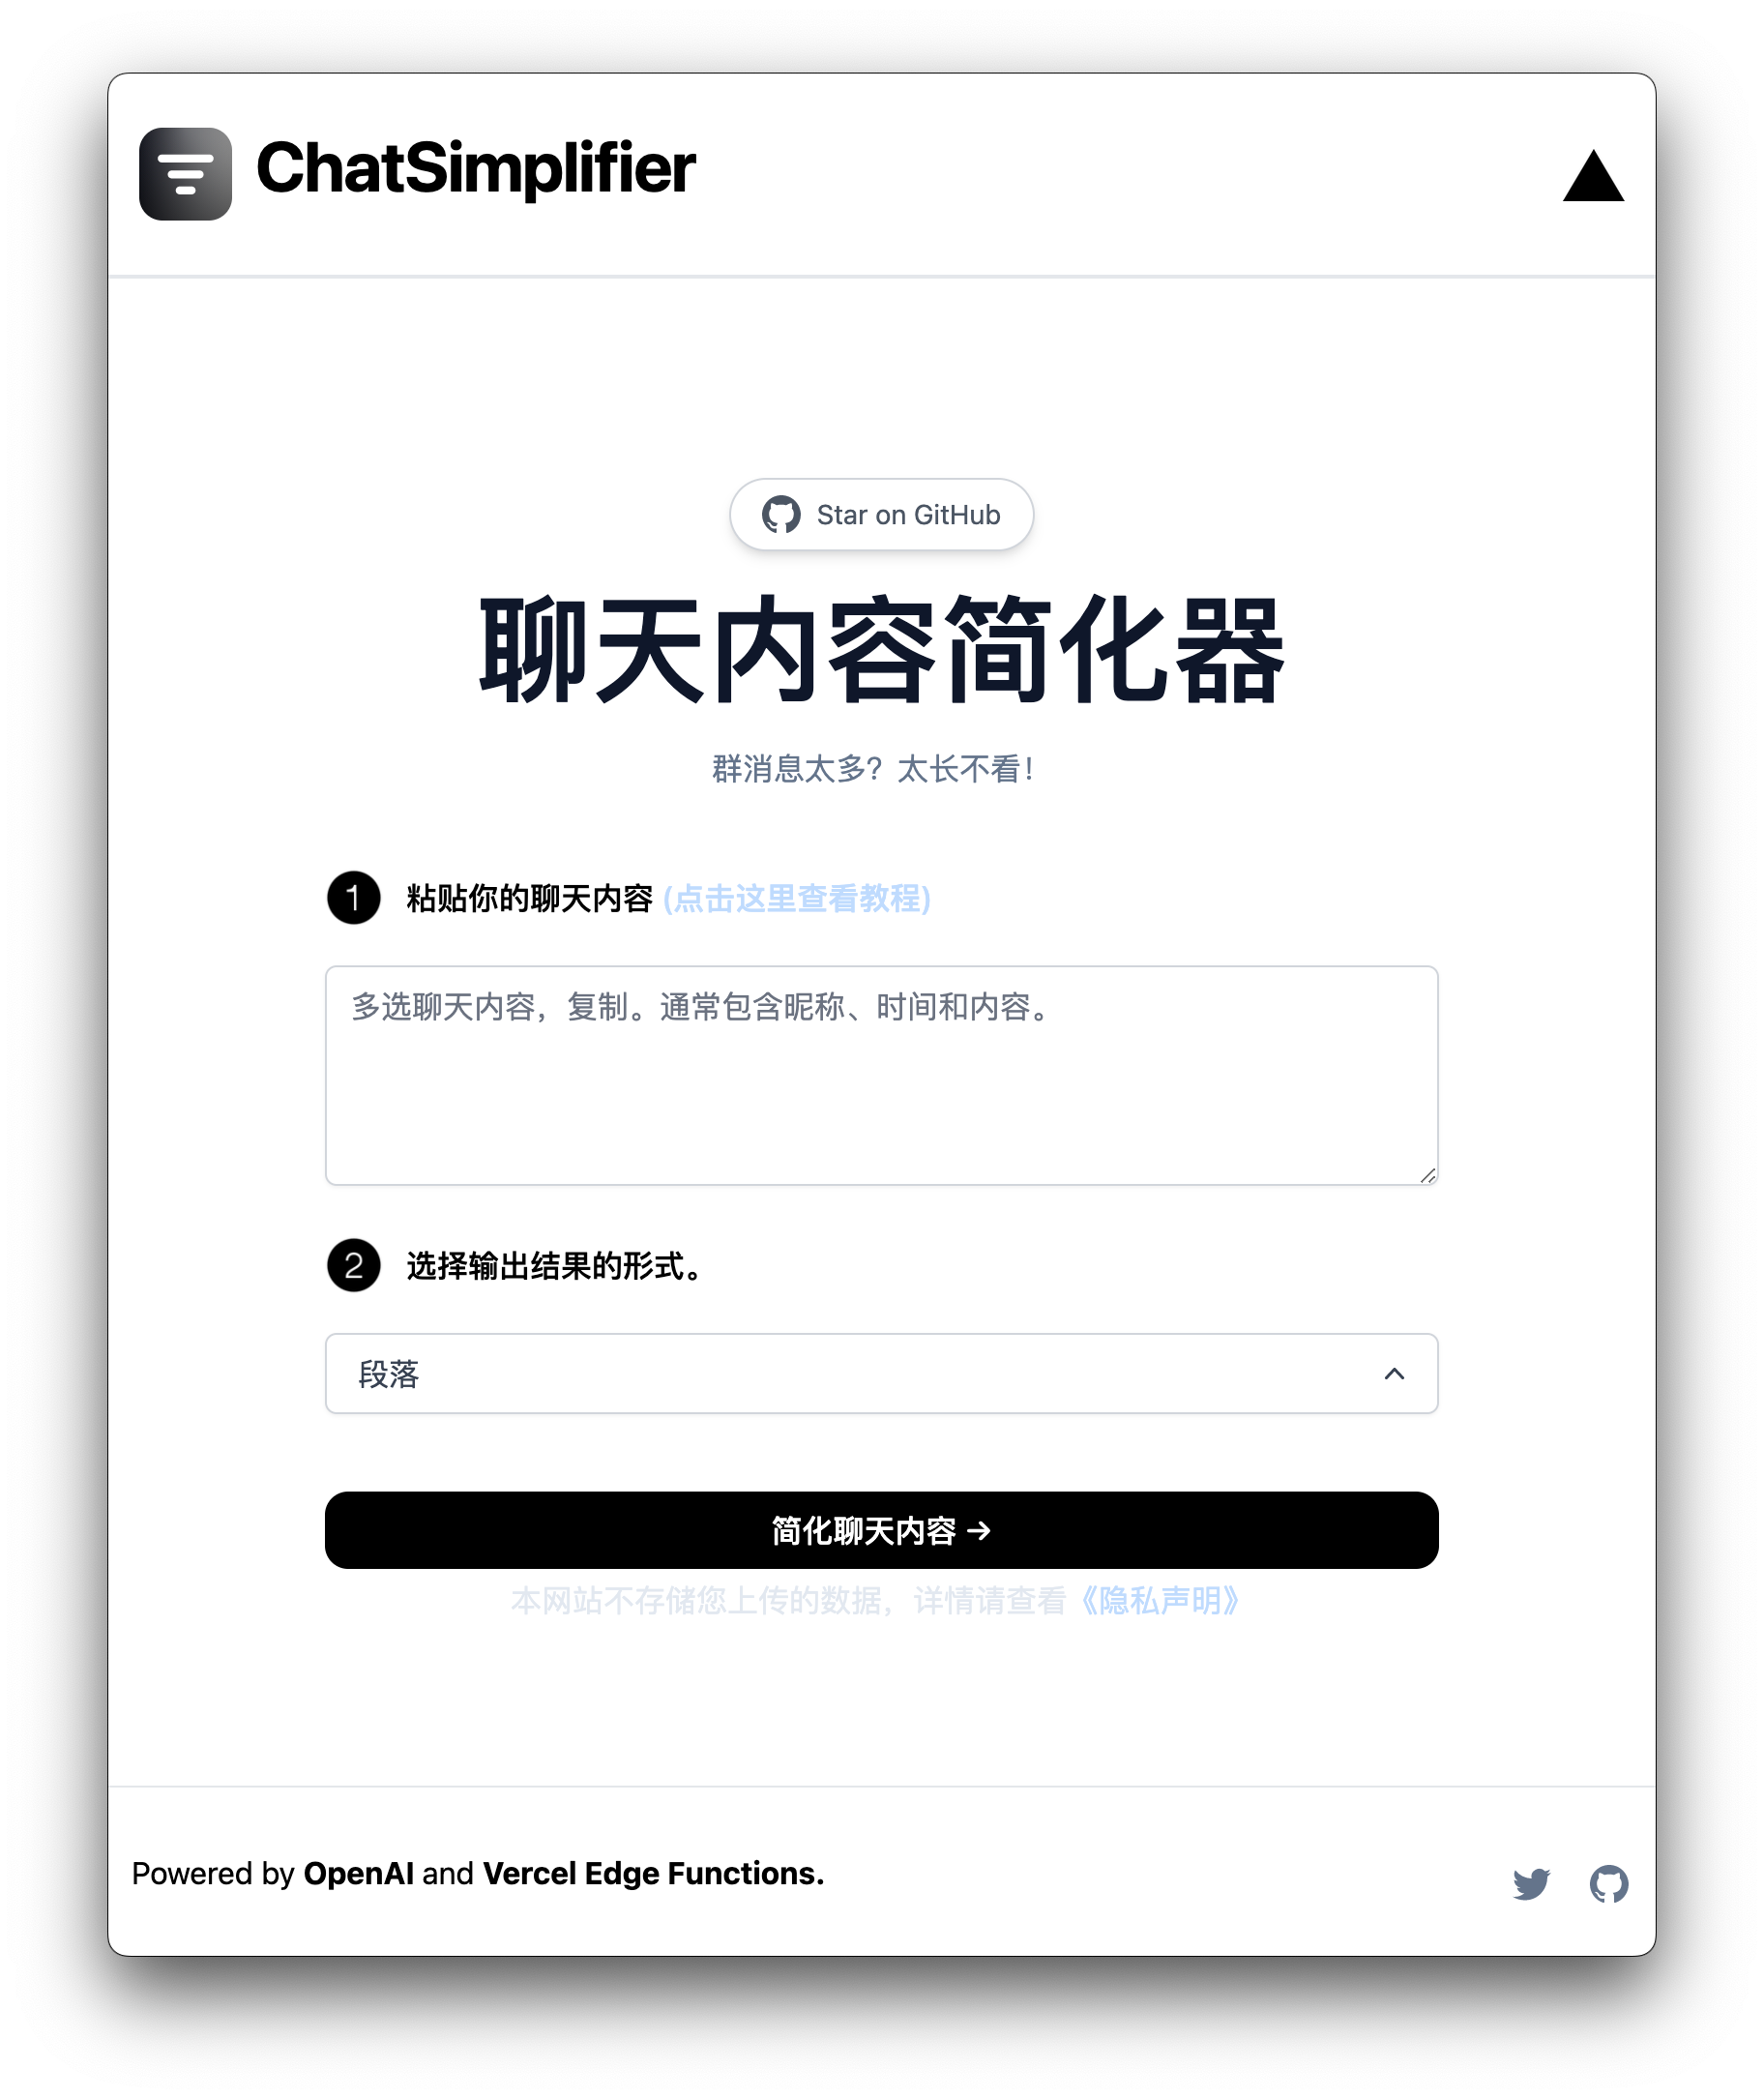 ChatSimplifier
Star on GitHub
聊天内容简化器
群消息太多？太长不看！
1 粘贴你的聊天内容 (点击这里查看教程)
多选聊天内容，复制。通常包含昵称、时间和内容。
2 选择输出结果的形式。
段落
简化聊天内容 →
本网站不存储您上传的数据，详情请查看《隐私声明》
Powered by OpenAI and Vercel Edge Functions.